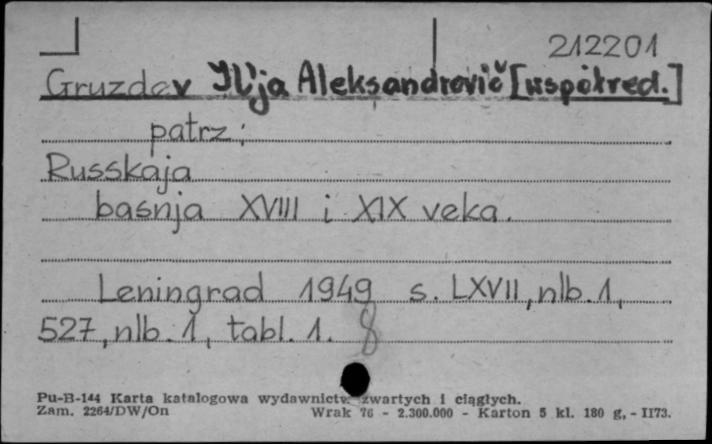 212201
Gruzdev Il'ja Aleksandrovič [współred.]
patrz:
Russkaja
basnja XVIII i XIX veka.
Leningrad 1949 s. LXVII, nlb. 1,
527, nlb. 1, tabl. 1. 8
Pu-B-144 Karta katalogowa wydawnictw zwartych i ciągłych.
Zam. 2264/DW/On Wrak 76 - 2.300.000 - Karton 5 kl. 180 g, - II73.